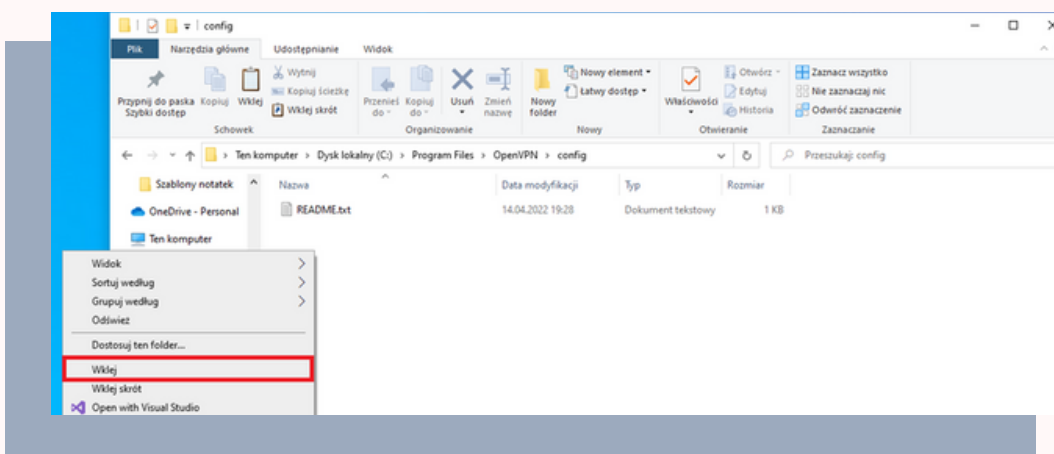 config
Plik Narzędzia główne Udostępnianie Widok
Przypnij do paska Szybki dostęp
Kopiuj
Wklej
Wytnij
Kopiuj ścieżkę
Wklej skrót
Przenieś do
Kopiuj do
Usuń
Zmień nazwę
Nowy folder
Nowy element
Łatwy dostęp
Właściwości
Otwórz
Edytuj
Historia
Zaznacz wszystko
Nie zaznaczaj nic
Odwróć zaznaczenie
Schowek Organizowanie Nowy Otwieranie Zaznaczanie
Ten komputer > Dysk lokalny (C:) > Program Files > OpenVPN > config
Przeszukaj: config
Szablony notatek
OneDrive - Personal
Ten komputer
Nazwa Data modyfikacji Typ Rozmiar
README.txt 14.04.2022 19:28 Dokument tekstowy 1 KB
Widok
Sortuj według
Grupuj według
Odśwież
Dostosuj ten folder...
Wklej
Wklej skrót
Open with Visual Studio